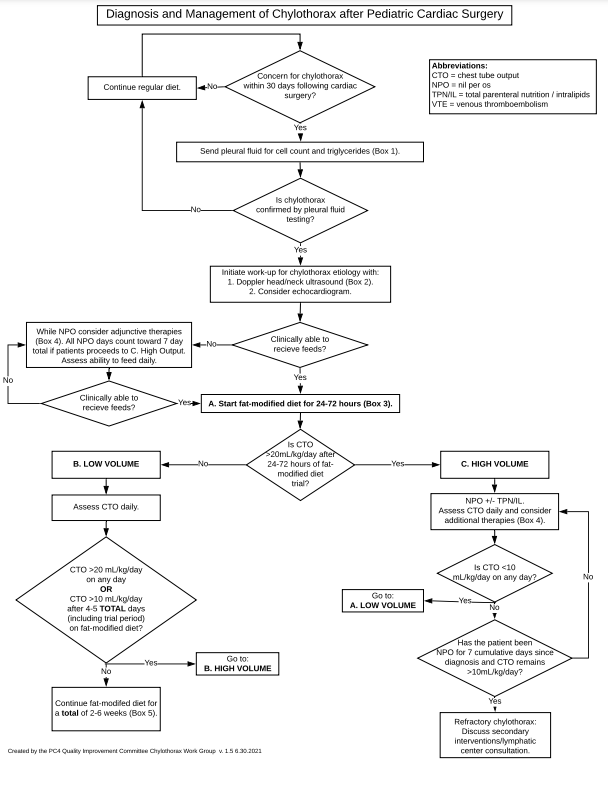 Diagnosis and Management of Chylothorax after Pediatric Cardiac Surgery
Abbreviations:
CTO = chest tube output
NPO = nil per os
TPN/IL = total parenteral nutrition / intralipids
VTE = venous thromboembolism
Concern for chylothorax
within 30 days following cardiac
surgery?
No
Continue regular diet.
Yes
Send pleural fluid for cell count and triglycerides (Box 1).
Is chylothorax
confirmed by pleural fluid
testing?
No
Yes
Initiate work-up for chylothorax etiology with:
1. Doppler head/neck ultrasound (Box 2).
2. Consider echocardiogram.
Clinically able to
recieve feeds?
No
While NPO consider adjunctive therapies
(Box 4). All NPO days count toward 7 day
total if patients proceeds to C. High Output.
Assess ability to feed daily.
Yes
No
Clinically able to
recieve feeds?
Yes
A. Start fat-modified diet for 24-72 hours (Box 3).
Is CTO
>20mL/kg/day after
24-72 hours of fat-
modified diet
trial?
No
Yes
B. LOW VOLUME
Assess CTO daily.
CTO >20 mL/kg/day
on any day
OR
CTO >10 mL/kg/day
after 4-5 TOTAL days
(including trial period)
on fat-modified diet?
Yes
Go to:
B. HIGH VOLUME
No
Continue fat-modifed diet for
a total of 2-6 weeks (Box 5).
C. HIGH VOLUME
NPO +/- TPN/IL.
Assess CTO daily and consider
additional therapies (Box 4).
Is CTO <10
mL/kg/day on any day?
Yes
Go to:
A. LOW VOLUME
No
Has the patient been
NPO for 7 cumulative days since
diagnosis and CTO remains
>10mL/kg/day?
No
Yes
Refractory chylothorax:
Discuss secondary
interventions/lymphatic
center consultation.
Created by the PC4 Quality Improvement Committee Chylothorax Work Group v. 1.5 6.30.2021